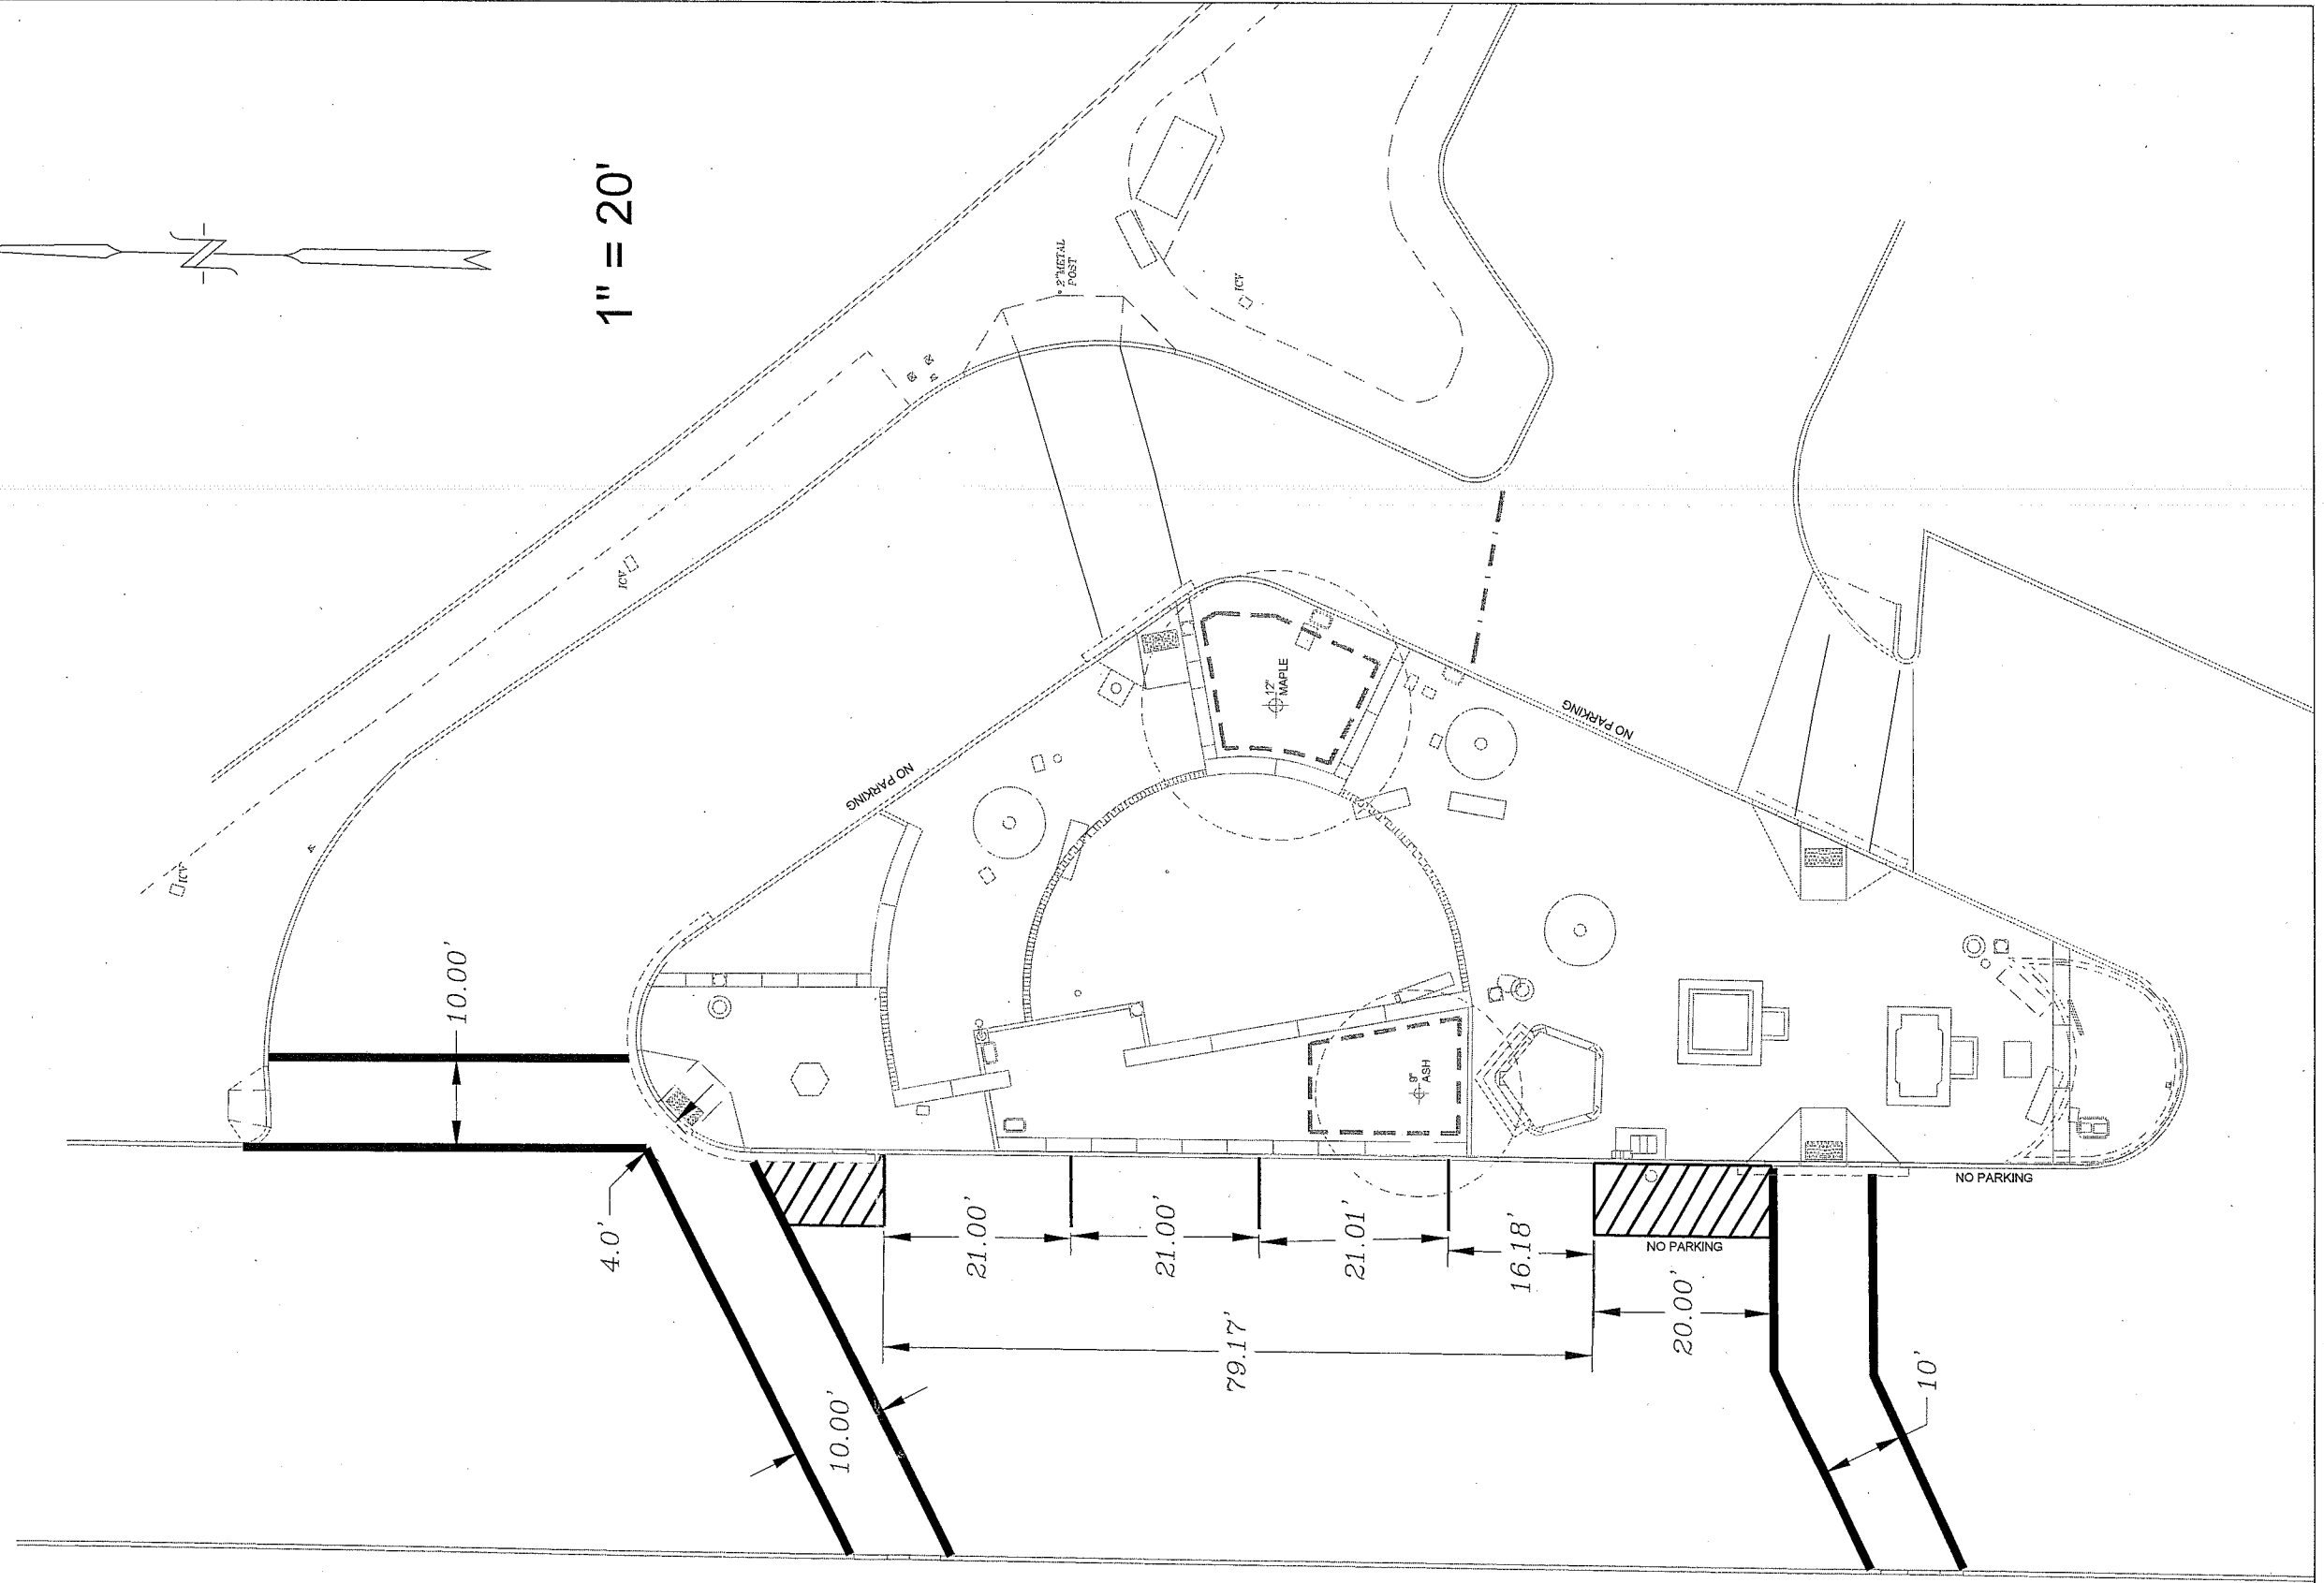 1" = 20'
N
2"METAL
POST
ICV
ICV
ICV
12"
MAPLE
NO PARKING
NO PARKING
10.00'
9"
ASH
4.0'
NO PARKING
21.00'
21.00'
21.01'
16.18'
NO PARKING
20.00'
79.17'
10.00'
10'